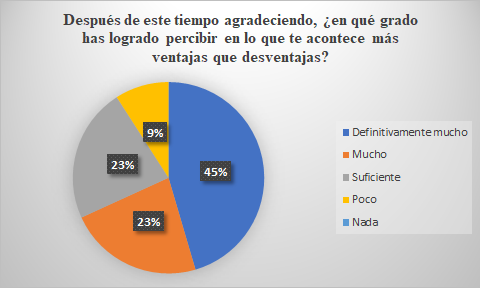 Después de este tiempo agradeciendo, ¿en qué grado
has logrado percibir en lo que te acontece más
ventajas que desventajas?
9%
23%
45%
23%
Definitivamente mucho
Mucho
Suficiente
Poco
Nada